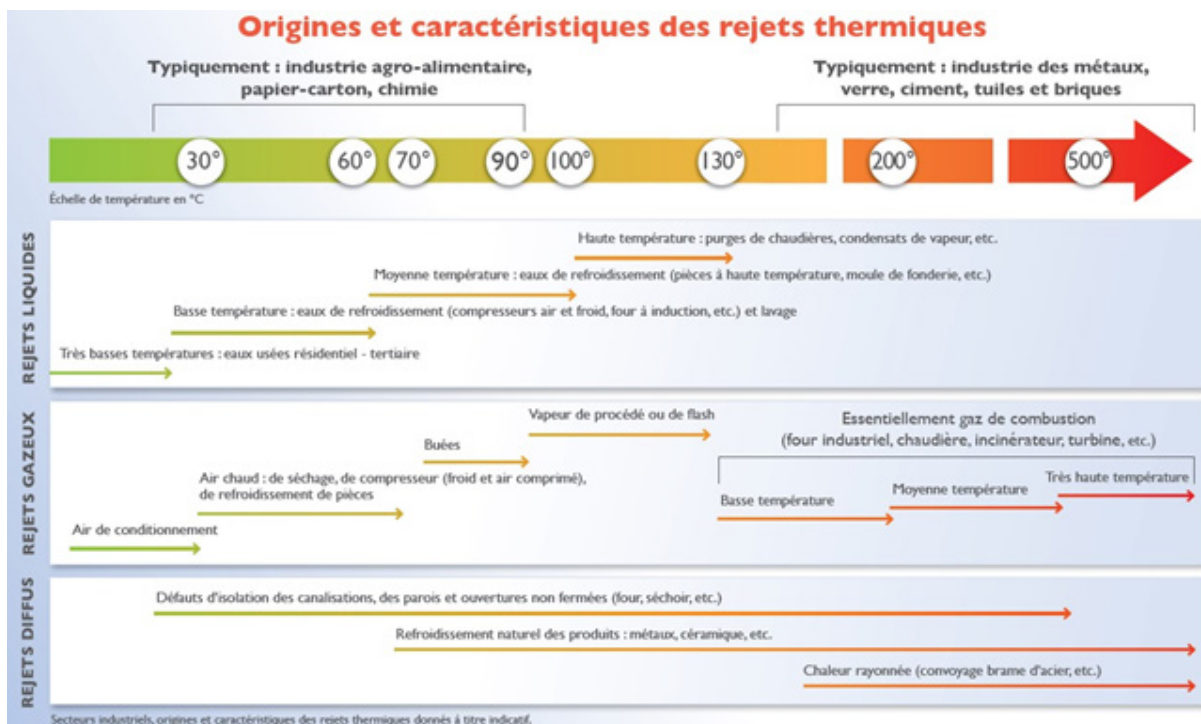 Origines et caractéristiques des rejets thermiques
Typiquement : industrie agro-alimentaire,
papier-carton, chimie
Typiquement : industrie des métaux,
verre, ciment, tuiles et briques
30°
60°
70°
90°
100°
130°
200°
500°
Échelle de température en °C
REJETS LIQUIDES
Haute température : purges de chaudières, condensats de vapeur, etc.
Moyenne température : eaux de refroidissement (pièces à haute température, moule de fonderie, etc.)
Basse température : eaux de refroidissement (compresseurs air et froid, four à induction, etc.) et lavage
Très basses températures : eaux usées résidentiel - tertiaire
REJETS GAZEUX
Vapeur de procédé ou de flash
Buées
Air chaud : de séchage, de compresseur (froid et air comprimé),
de refroidissement de pièces
Air de conditionnement
Essentiellement gaz de combustion
(four industriel, chaudière, incinérateur, turbine, etc.)
Très haute température
Moyenne température
Basse température
REJETS DIFFUS
Défauts d'isolation des canalisations, des parois et ouvertures non fermées (four, séchoir, etc.)
Refroidissement naturel des produits : métaux, céramique, etc.
Chaleur rayonnée (convoyage brame d'acier, etc.)
Secteurs industriels, origines et caractéristiques des rejets thermiques donnés à titre indicatif.